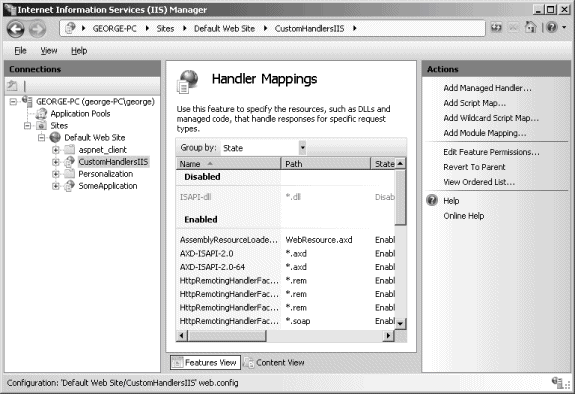 Internet Information Services (IIS) Manager
GEORGE-PC Sites Default Web Site CustomHandlersIIS
File View Help
Connections
GEORGE-PC (george-PC\george)
Application Pools
Sites
Default Web Site
aspnet_client
CustomHandlersIIS
Personalization
SomeApplication
Handler Mappings
Use this feature to specify the resources, such as DLLs and
managed code, that handle responses for specific request
types.
Group by: State
Name Path State
Disabled
ISAPI-dll *.dll Disab
Enabled
AssemblyResourceLoade... WebResource.axd Enabl
AXD-ISAPI-2.0 *.axd Enabl
AXD-ISAPI-2.0-64 *.axd Enabl
HttpRemotingHandlerFac... *.rem Enabl
HttpRemotingHandlerFac... *.rem Enabl
HttpRemotingHandlerFac... *.rem Enabl
HttpRemotingHandlerFac... *.soap Enabl
Features View Content View
Actions
Add Managed Handler...
Add Script Map...
Add Wildcard Script Map...
Add Module Mapping...
Edit Feature Permissions...
Revert To Parent
View Ordered List...
Help
Online Help
Configuration: 'Default Web Site/CustomHandlersIIS' web.config